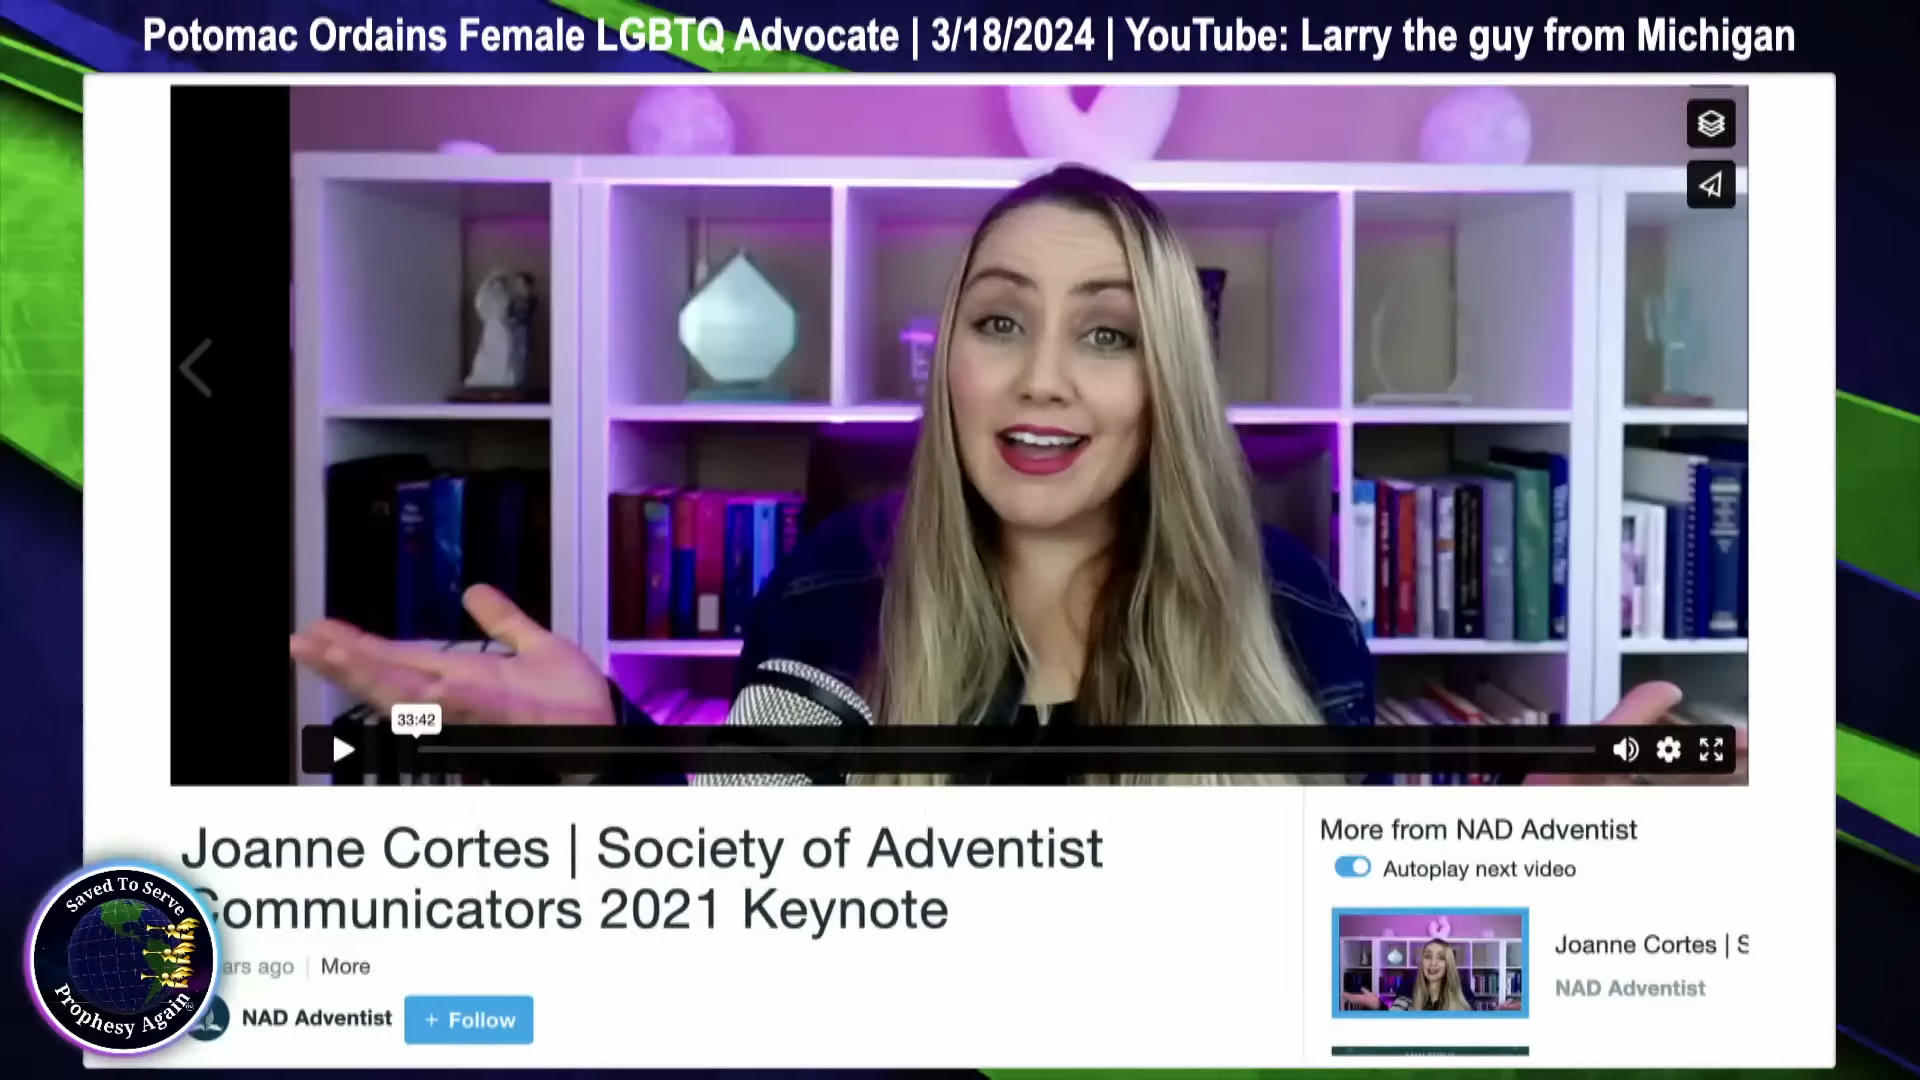 Potomac Ordains Female LGBTQ Advocate | 3/18/2024 | YouTube: Larry the guy from Michigan
33:42
Joanne Cortes | Society of Adventist
Communicators 2021 Keynote
ago | More
NAD Adventist
+ Follow
More from NAD Adventist
Autoplay next video
Joanne Cortes | S
NAD Adventist
Saved To Serve
Prophesy Again